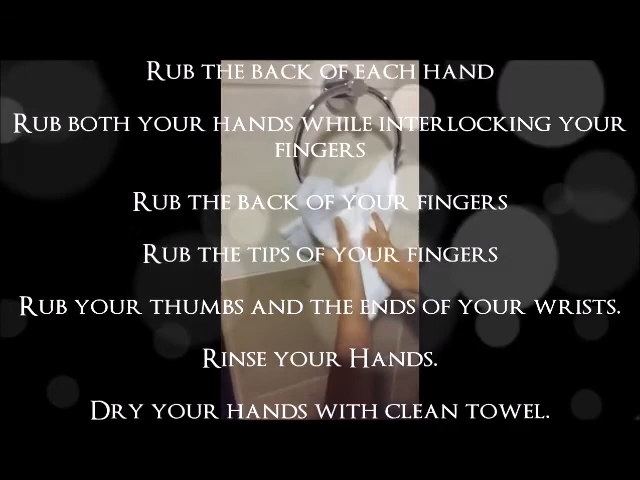 Rub the back of each hand
Rub both your hands while interlocking your
fingers
Rub the back of your fingers
Rub the tips of your fingers
Rub your thumbs and the ends of your wrists.
Rinse your Hands.
Dry your hands with clean towel.